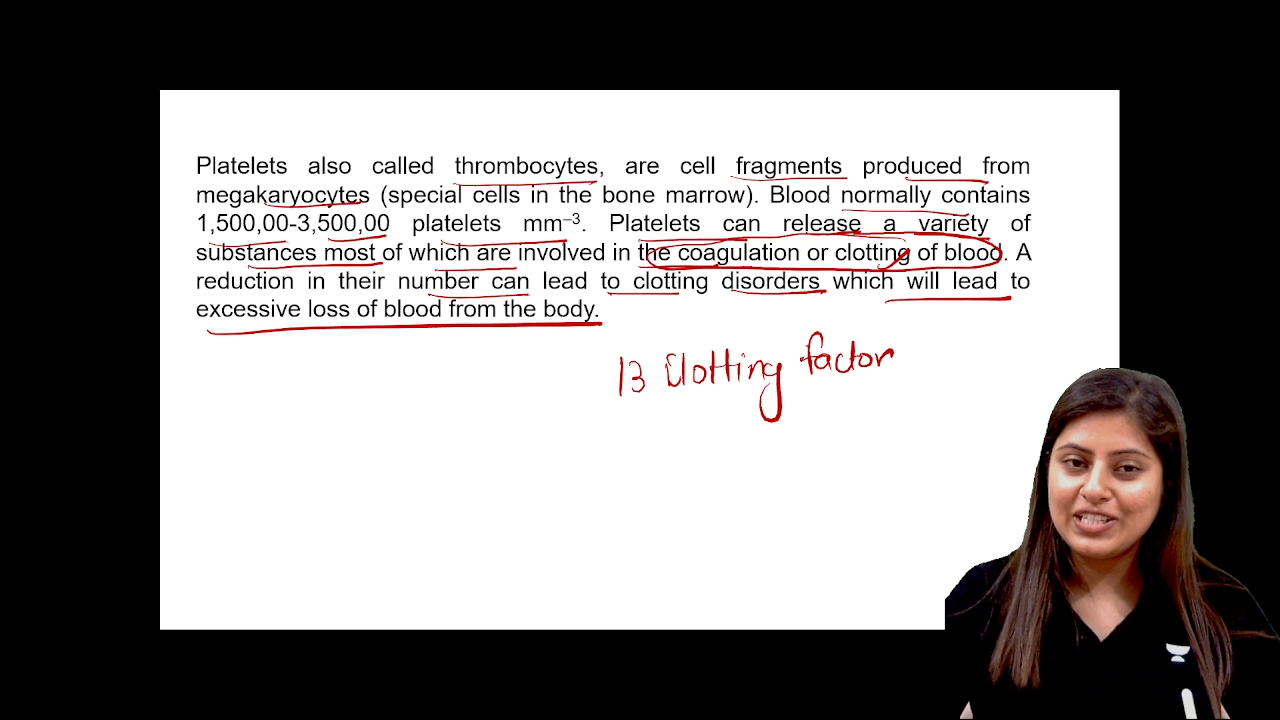 Platelets also called thrombocytes, are cell fragments produced from
megakaryocytes (special cells in the bone marrow). Blood normally contains
1,500,00-3,500,00 platelets mm⁻³. Platelets can release a variety of
substances most of which are involved in the coagulation or clotting of blood. A
reduction in their number can lead to clotting disorders which will lead to
excessive loss of blood from the body.
13 Clotting factor